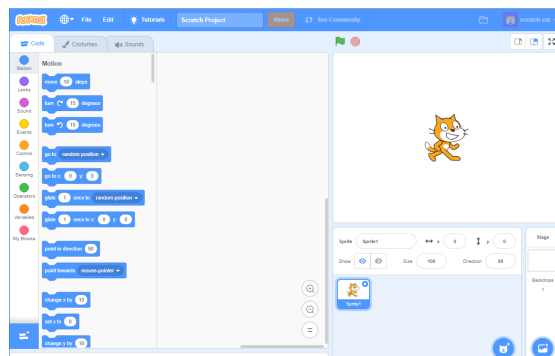 SCRATCH File Edit Tutorials Scratch Project Share See Community scratch-cat
Code Costumes Sounds
Motion
Looks
Sound
Events
Control
Sensing
Operators
Variables
My Blocks
Motion
move 10 steps
turn 15 degrees
turn 15 degrees
go to random position
go to x: 0 y: 0
glide 1 secs to random position
glide 1 secs to x: 0 y: 0
point in direction 90
point towards mouse-pointer
change x by 10
set x to 0
change y by 10
Sprite Sprite1 x 0 y 0
Show Size 100 Direction 90
Sprite1
Stage
Backdrops
1